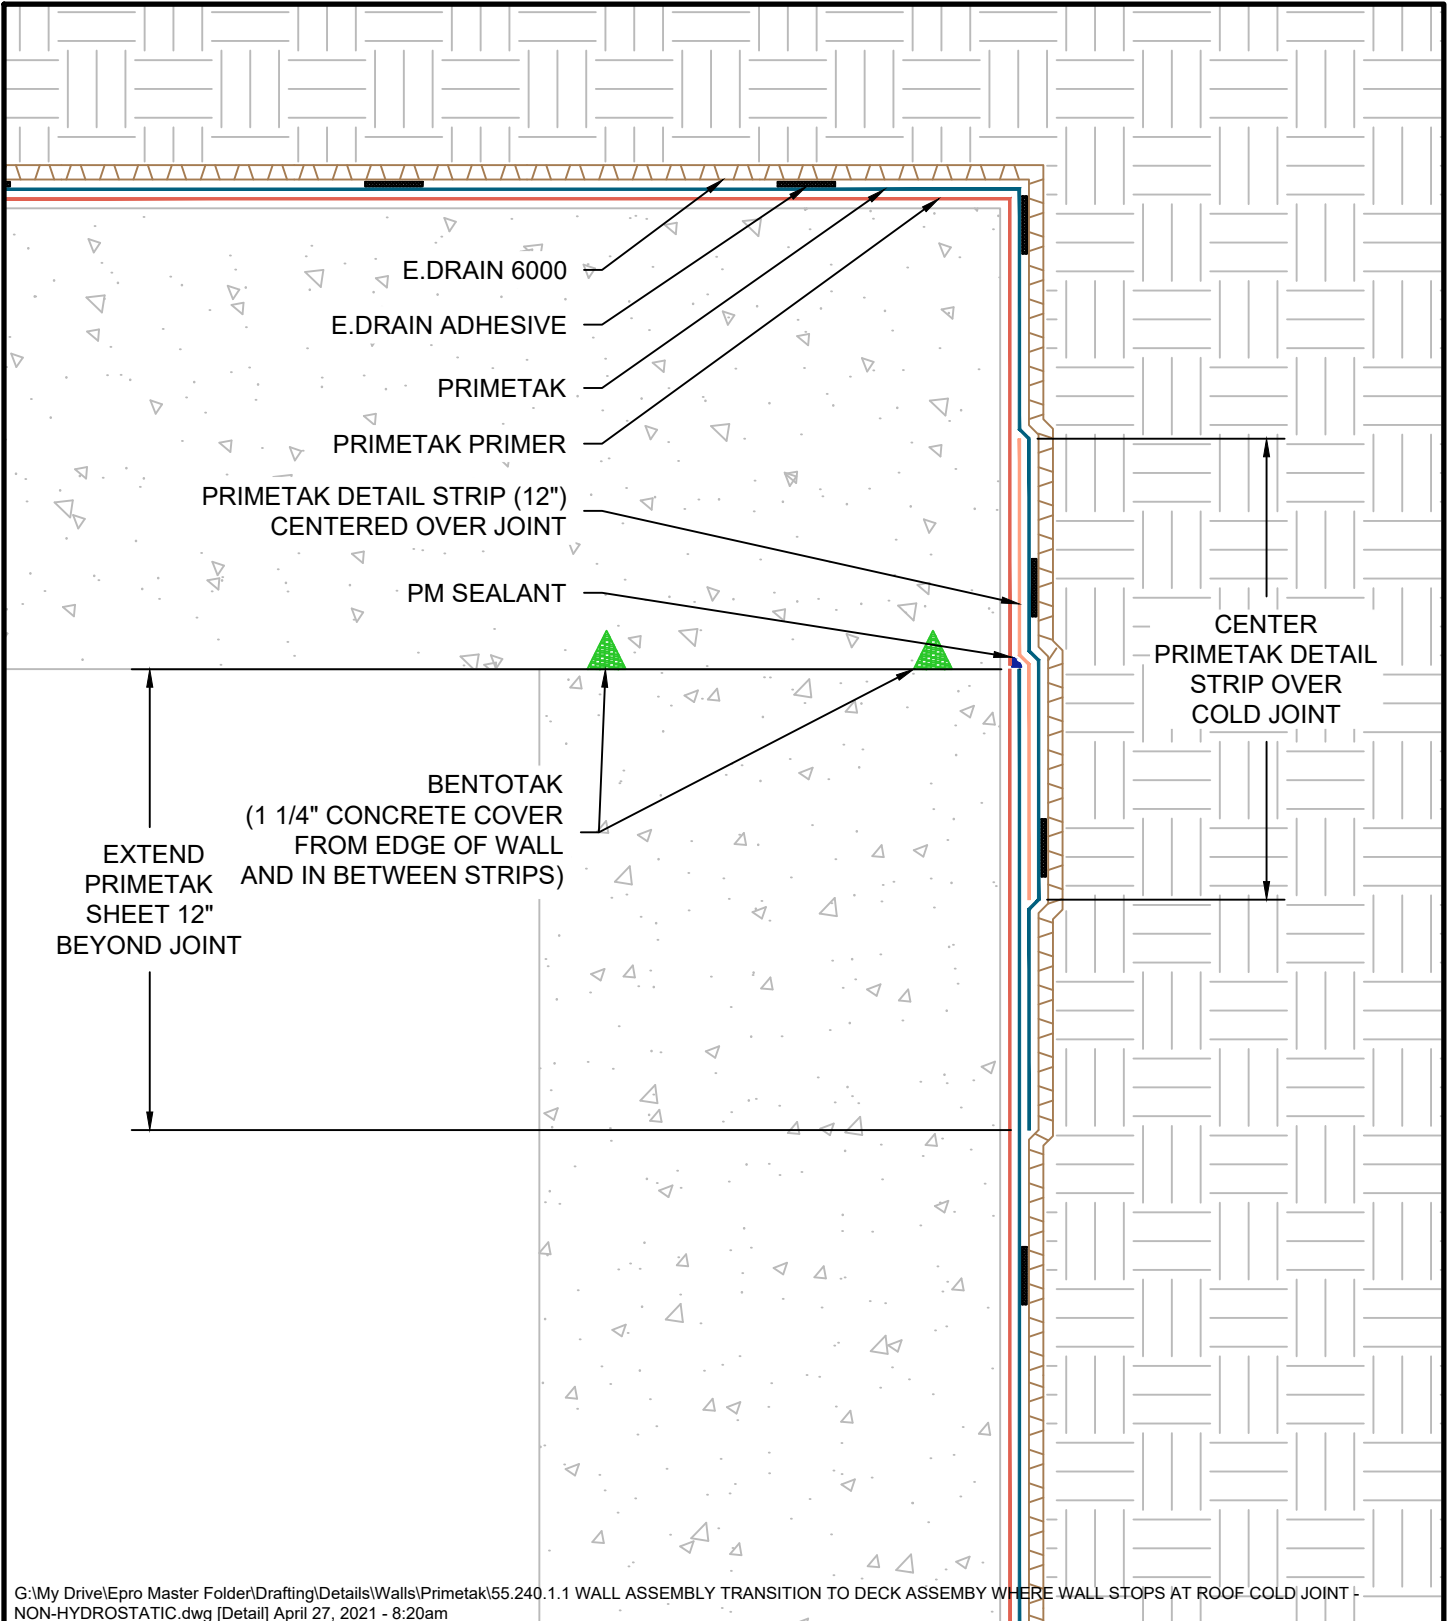 E.DRAIN 6000
E.DRAIN ADHESIVE
PRIMETAK
PRIMETAK PRIMER
PRIMETAK DETAIL STRIP (12")
CENTERED OVER JOINT
PM SEALANT
CENTER
PRIMETAK DETAIL
STRIP OVER
COLD JOINT
BENTOTAK
(1 1/4" CONCRETE COVER
FROM EDGE OF WALL
AND IN BETWEEN STRIPS)
EXTEND
PRIMETAK
SHEET 12"
BEYOND JOINT
G:\My Drive\Epro Master Folder\Drafting\Details\Walls\Primetak\55.240.1.1 WALL ASSEMBLY TRANSITION TO DECK ASSEMBY WHERE WALL STOPS AT ROOF COLD JOINT -
NON-HYDROSTATIC.dwg [Detail] April 27, 2021 - 8:20am